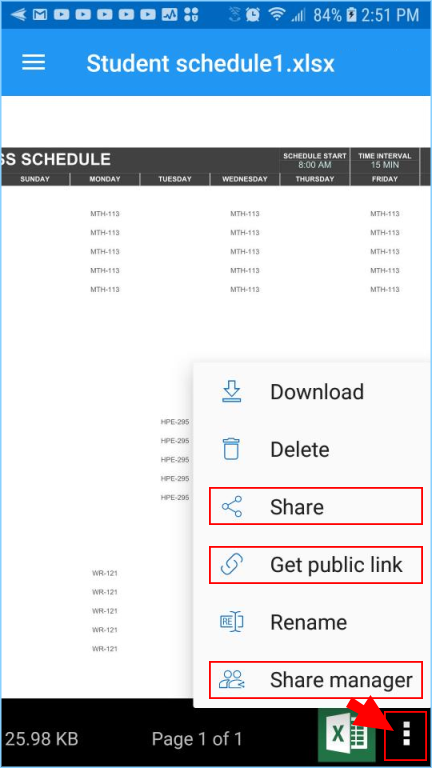 84% 2:51 PM
Student schedule1.xlsx
SS SCHEDULE
SCHEDULE START
8:00 AM
TIME INTERVAL
15 MIN
SUNDAY MONDAY TUESDAY WEDNESDAY THURSDAY FRIDAY
MTH-113 MTH-113 MTH-113
MTH-113 MTH-113 MTH-113
MTH-113 MTH-113 MTH-113
MTH-113 MTH-113 MTH-113
MTH-113 MTH-113 MTH-113
HPE-295
HPE-295
HPE-295
HPE-295
HPE-295
WR-121
WR-121
WR-121
WR-121
WR-121
Download
Delete
Share
Get public link
RE Rename
Share manager
25.98 KB Page 1 of 1 X